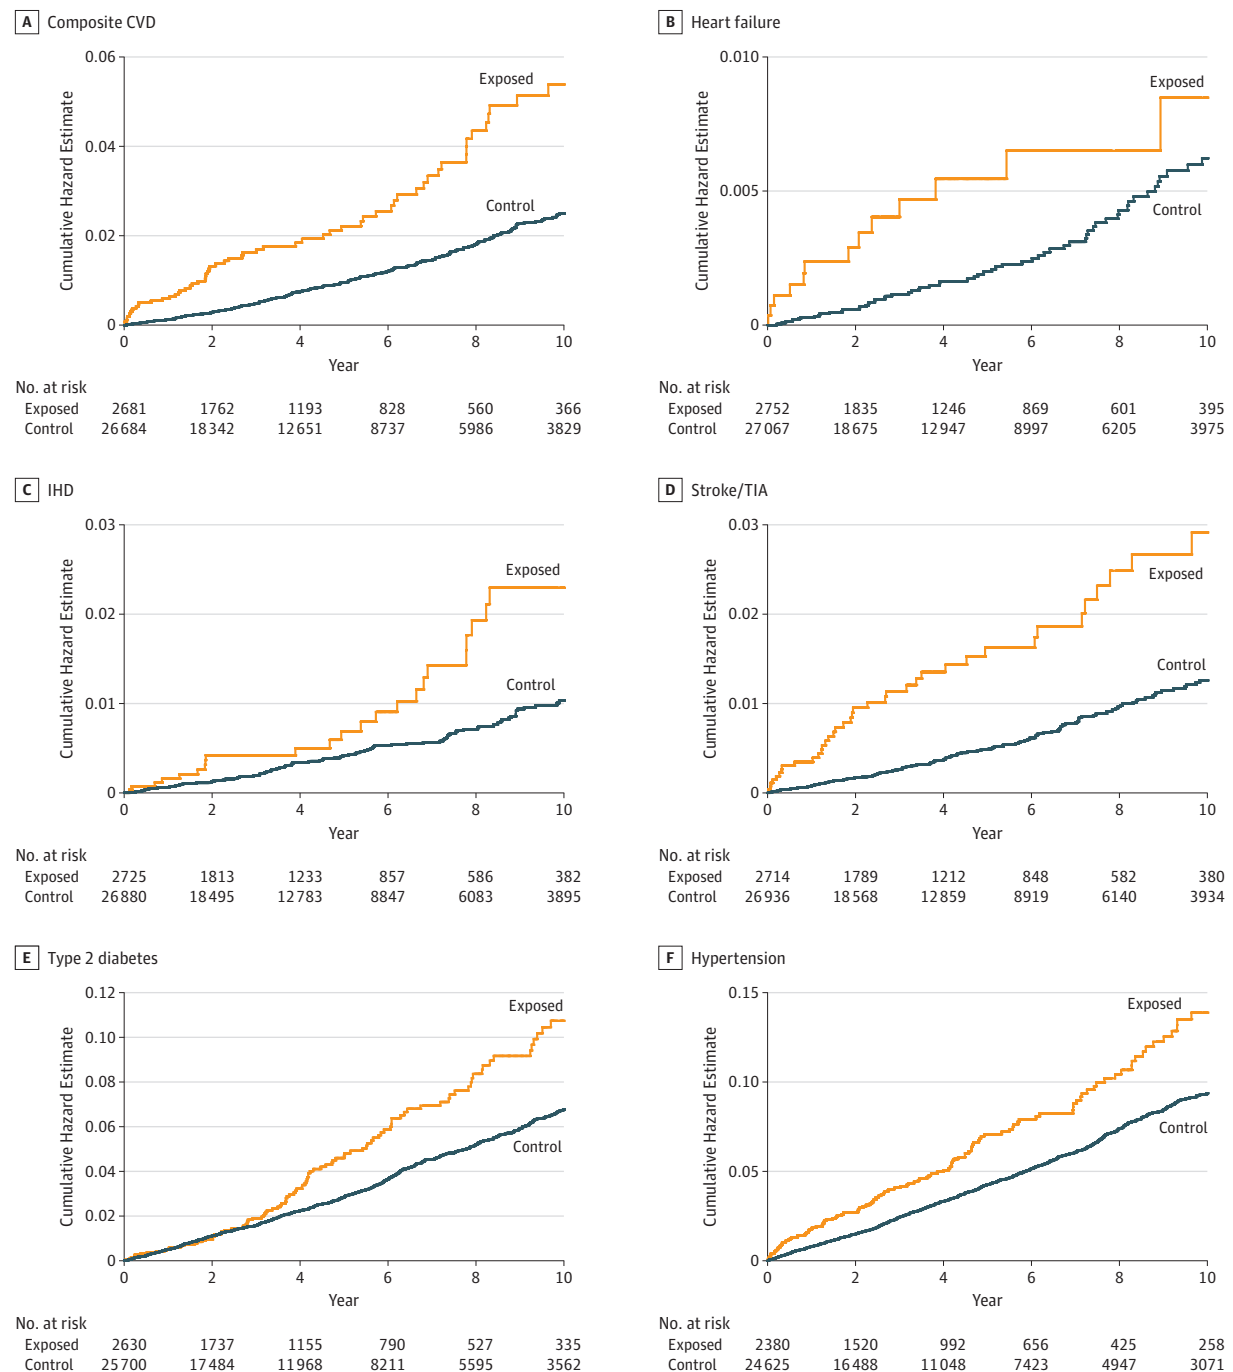 A Composite CVD
0.06
0.04
0.02
0
Cumulative Hazard Estimate
Exposed
Control
0 2 4 6 8 10
Year
No. at risk
Exposed 2681 1762 1193 828 560 366
Control 26684 18342 12651 8737 5986 3829
B Heart failure
0.010
0.005
0
Cumulative Hazard Estimate
Exposed
Control
0 2 4 6 8 10
Year
No. at risk
Exposed 2752 1835 1246 869 601 395
Control 27067 18675 12947 8997 6205 3975
C IHD
0.03
0.02
0.01
0
Cumulative Hazard Estimate
Exposed
Control
0 2 4 6 8 10
Year
No. at risk
Exposed 2725 1813 1233 857 586 382
Control 26880 18495 12783 8847 6083 3895
D Stroke/TIA
0.03
0.02
0.01
0
Cumulative Hazard Estimate
Exposed
Control
0 2 4 6 8 10
Year
No. at risk
Exposed 2714 1789 1212 848 582 380
Control 26936 18568 12859 8919 6140 3934
E Type 2 diabetes
0.12
0.10
0.08
0.06
0.04
0.02
0
Cumulative Hazard Estimate
Exposed
Control
0 2 4 6 8 10
Year
No. at risk
Exposed 2630 1737 1155 790 527 335
Control 25700 17484 11968 8211 5595 3562
F Hypertension
0.15
0.10
0.05
0
Cumulative Hazard Estimate
Exposed
Control
0 2 4 6 8 10
Year
No. at risk
Exposed 2380 1520 992 656 425 258
Control 24625 16488 11048 7423 4947 3071